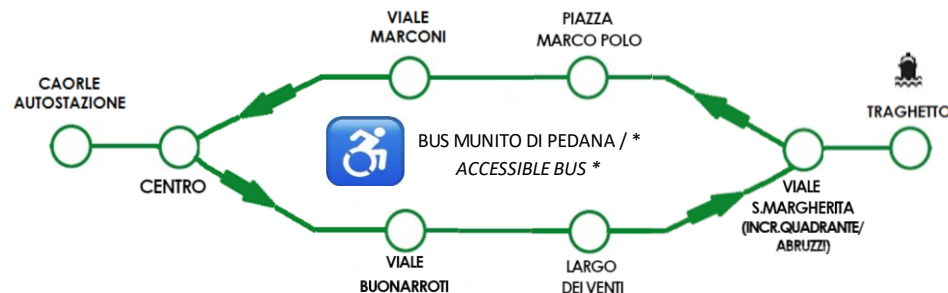 VIALE
MARCONI
PIAZZA
MARCO POLO
CAORLE
AUTOSTAZIONE
TRAGHETTO
BUS MUNITO DI PEDANA / *
ACCESSIBLE BUS *
CENTRO
VIALE
S.MARGHERITA
(INCR.QUADRANTE/
ABRUZZI)
VIALE
BUONARROTI
LARGO
DEI VENTI